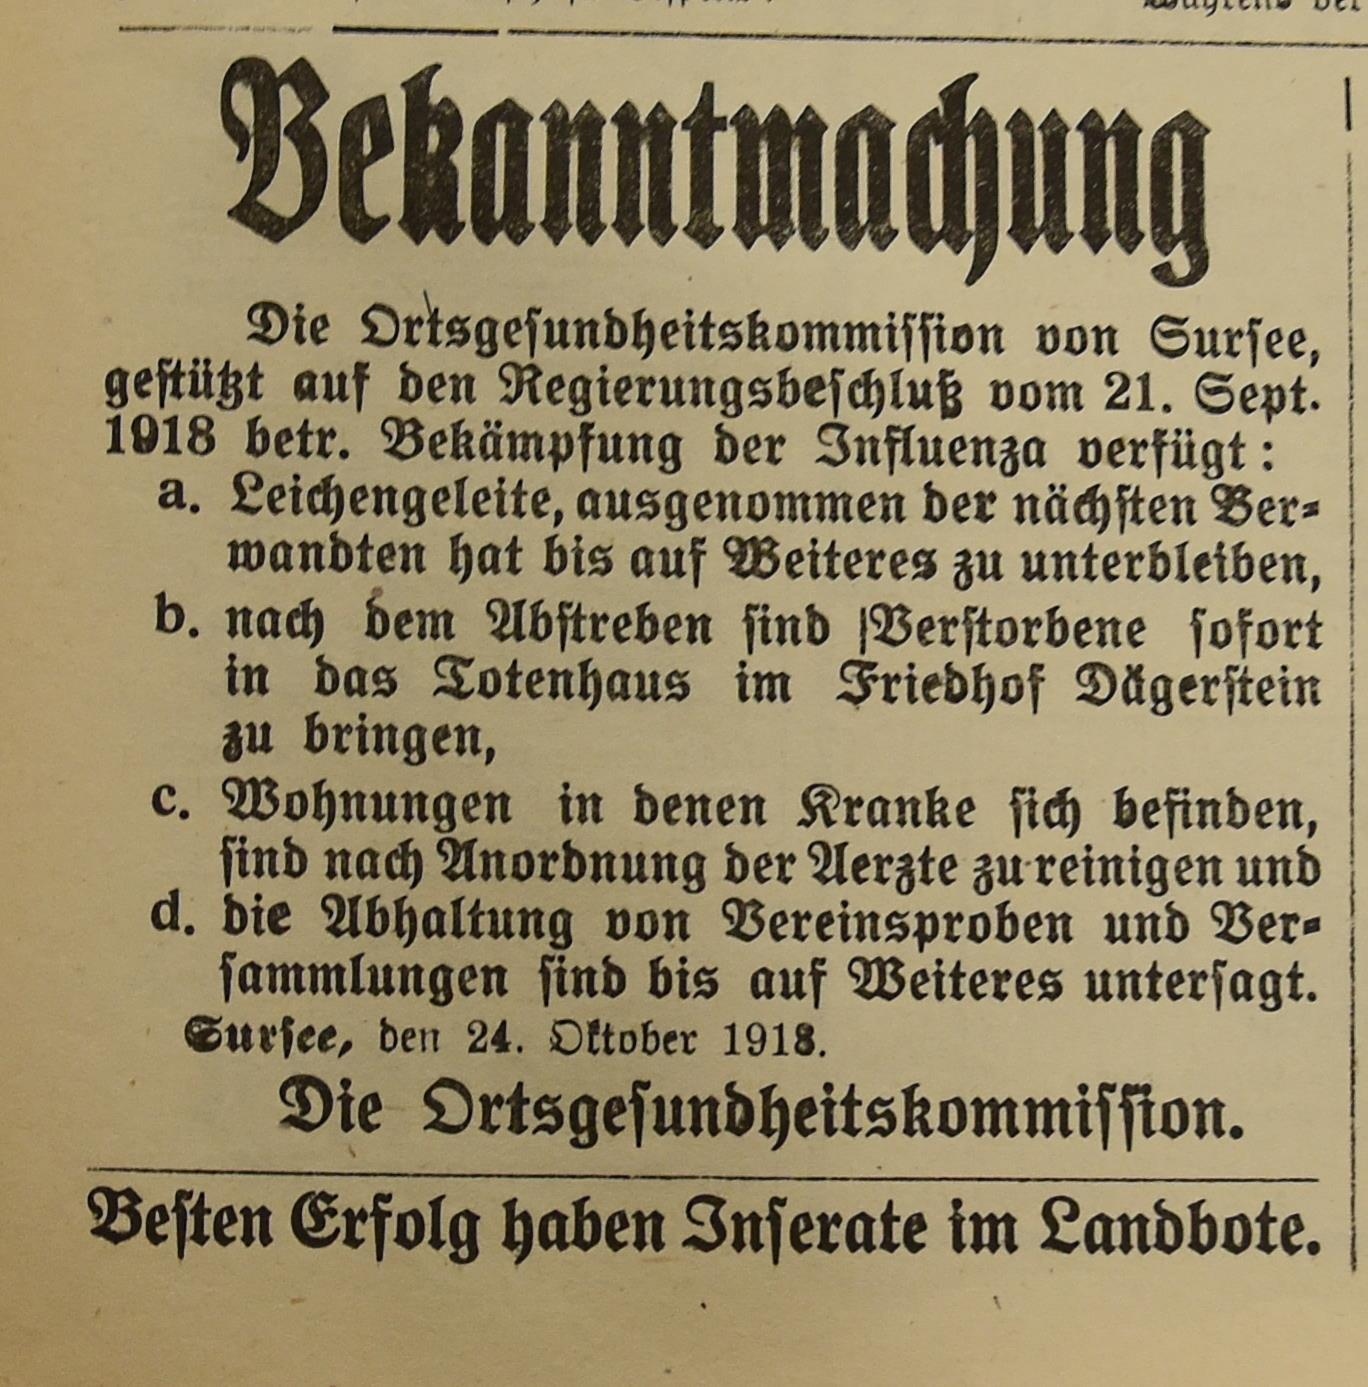 Bekanntmachung
Die Ortsgesundheitskommission von Sursee,
gestützt auf den Regierungsbeschluß vom 21. Sept.
1918 betr. Bekämpfung der Influenza verfügt:
a. Leichengeleite, ausgenommen der nächsten Ver-
wandten hat bis auf Weiteres zu unterbleiben,
b. nach dem Abstreben sind Verstorbene sofort
in das Totenhaus im Friedhof Dägerstein
zu bringen,
c. Wohnungen in denen Kranke sich befinden,
sind nach Anordnung der Aerzte zu reinigen und
d. die Abhaltung von Vereinsproben und Ver-
sammlungen sind bis auf Weiteres untersagt.
Sursee, den 24. Oktober 1918.
Die Ortsgesundheitskommission.
Besten Erfolg haben Inserate im Landbote.